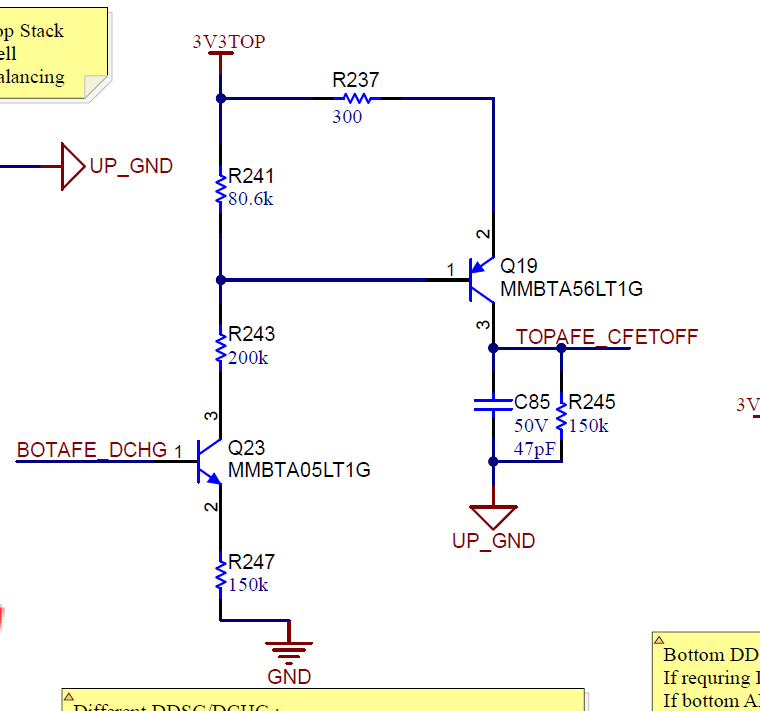 op Stack
ell
alancing
3V3TOP
R237
300
UP_GND
R241
80.6k
2
1
Q19
MMBTA56LT1G
3
TOPAFE_CFETOFF
R243
200k
C85
50V
47pF
R245
150k
3V
3
BOTAFE_DCHG
1
Q23
MMBTA05LT1G
2
UP_GND
R247
150k
GND
Bottom DD
If requring
If bottom A
Different DDSG/DCHG